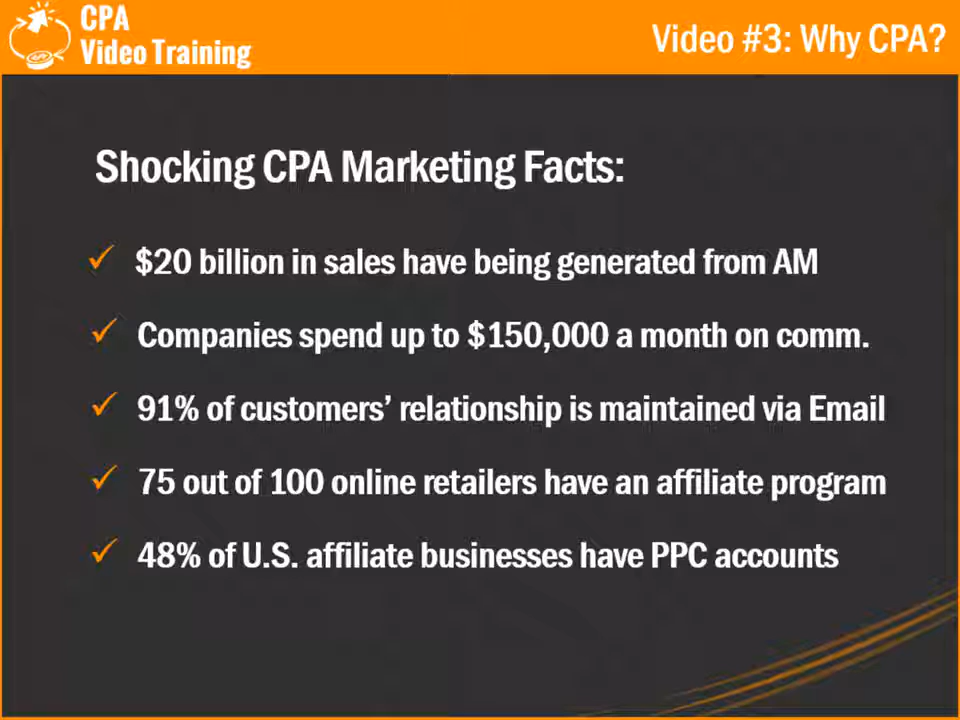 CPA
Video Training
Video #3: Why CPA?
Shocking CPA Marketing Facts:
$20 billion in sales have being generated from AM
Companies spend up to $150,000 a month on comm.
91% of customers’ relationship is maintained via Email
75 out of 100 online retailers have an affiliate program
48% of U.S. affiliate businesses have PPC accounts